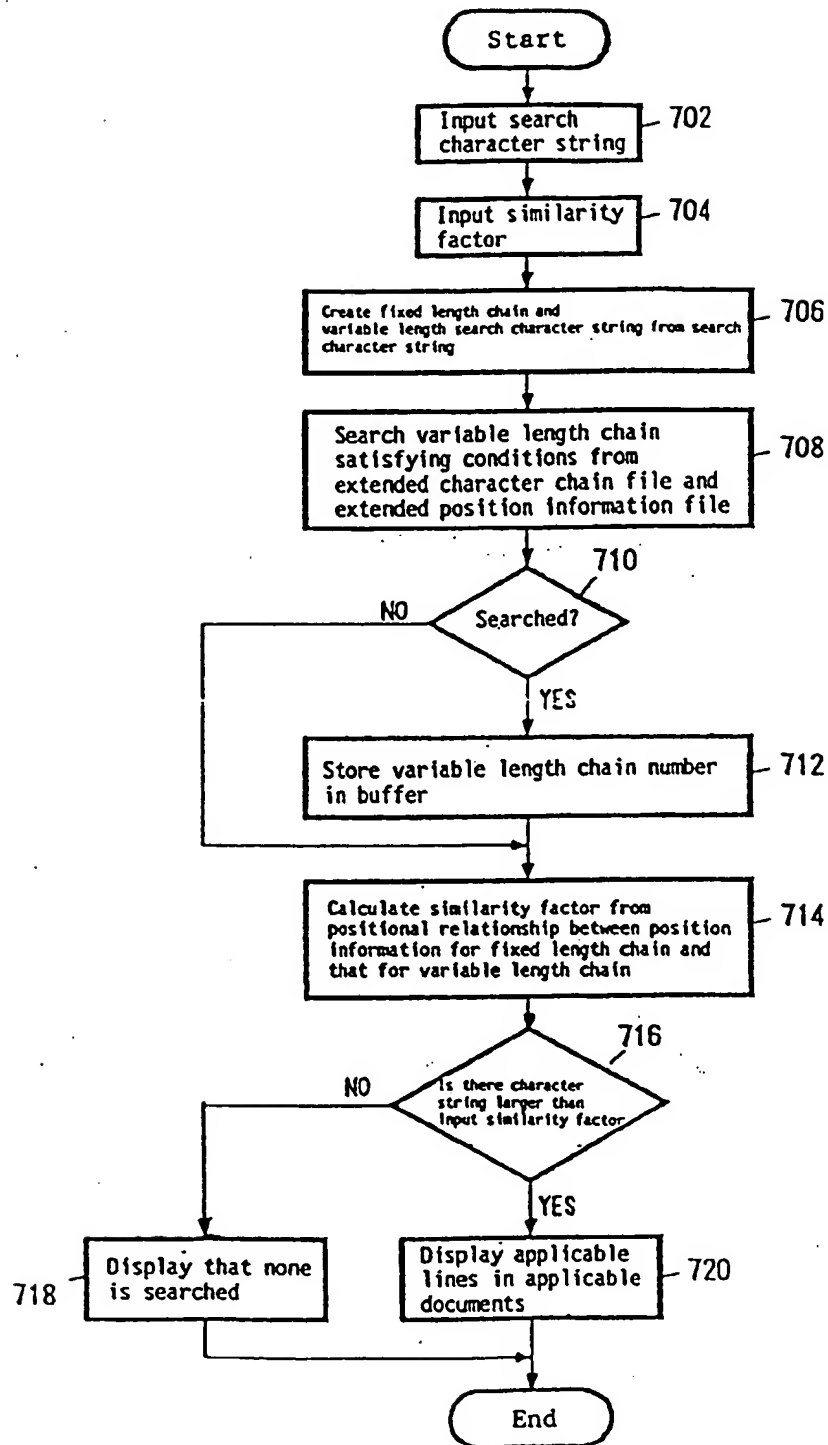 Start
Input search
character string
702
Input similarity
factor
704
Create fixed length chain and
variable length search character string from search
character string
706
Search variable length chain
satisfying conditions from
extended character chain file and
extended position information file
708
710
Searched?
NO
YES
Store variable length chain number
in buffer
712
Calculate similarity factor from
positional relationship between position
information for fixed length chain and
that for variable length chain
714
716
Is there character
string larger than
input similarity factor
NO
YES
Display that none
is searched
718
Display applicable
lines in applicable
documents
720
End